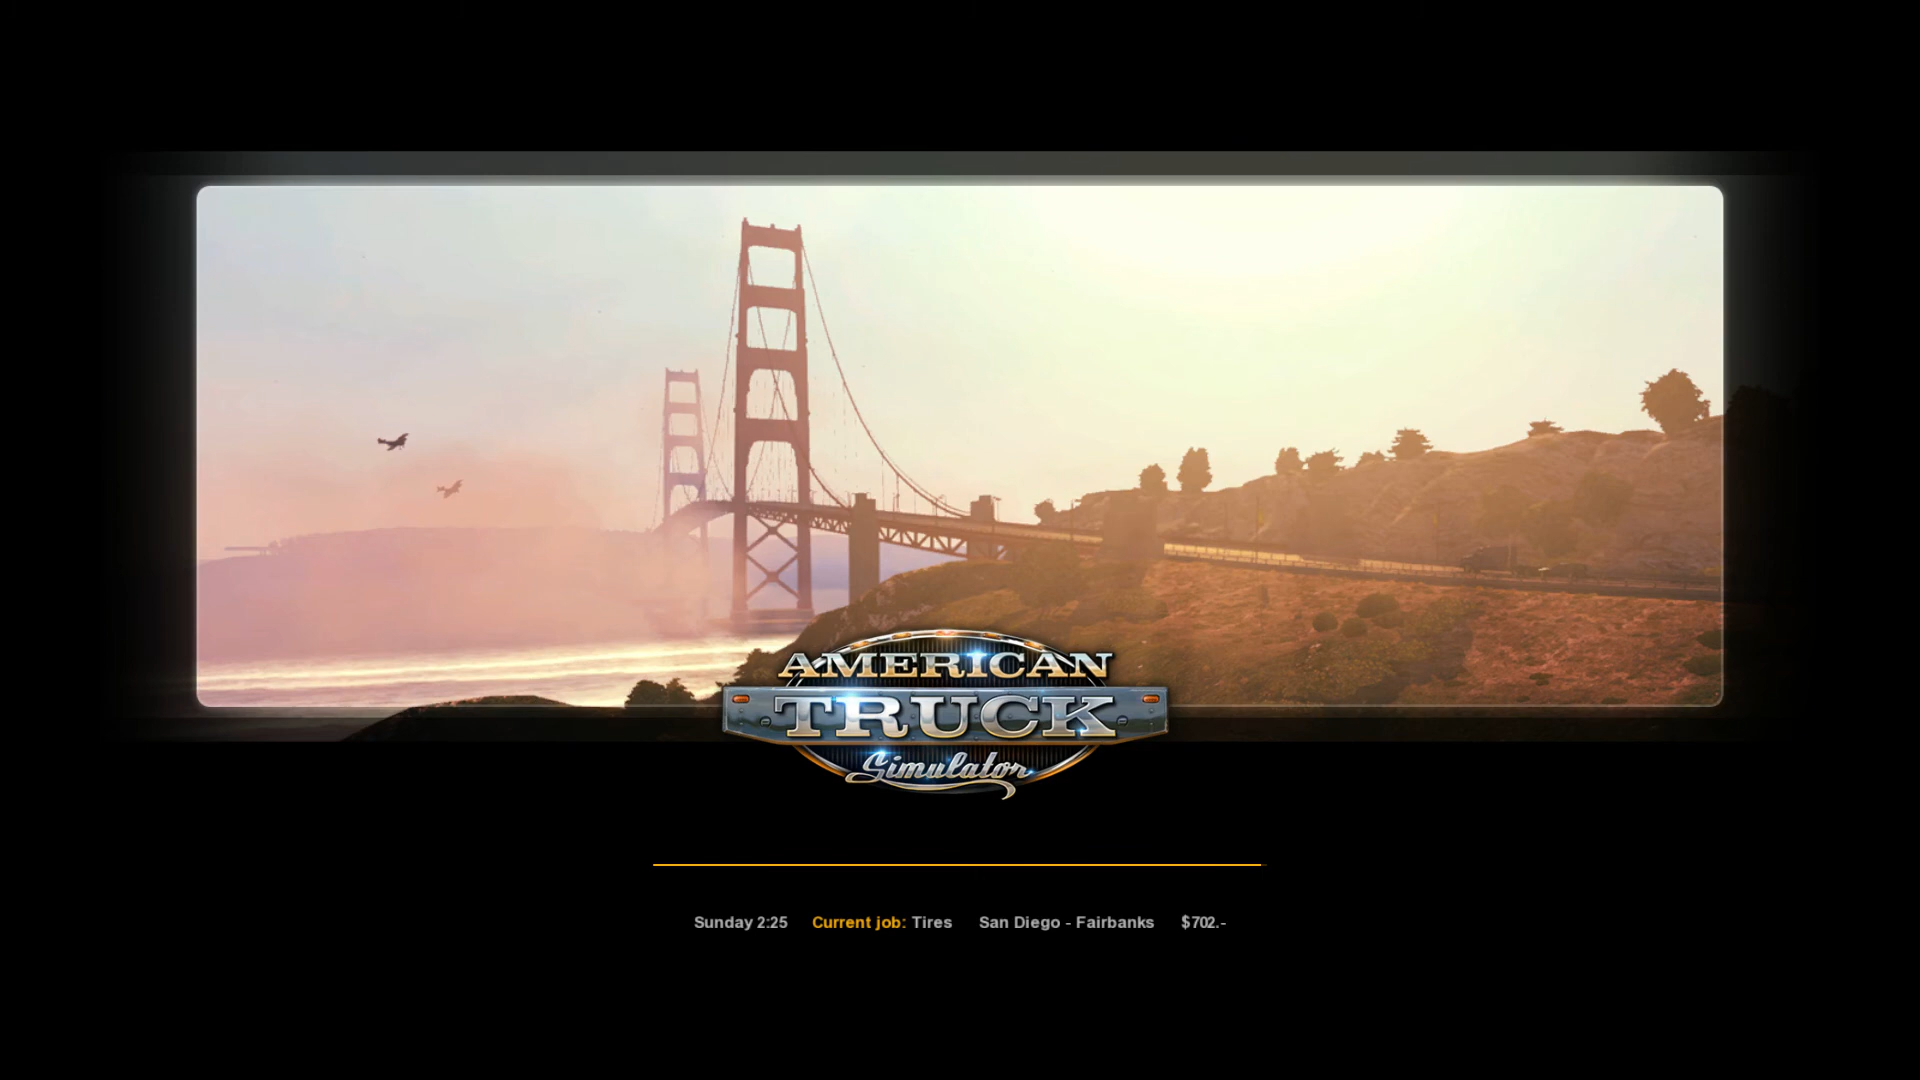 AMERICAN
TRUCK
Simulator
Sunday 2:25 Current job: Tires San Diego - Fairbanks $702.-